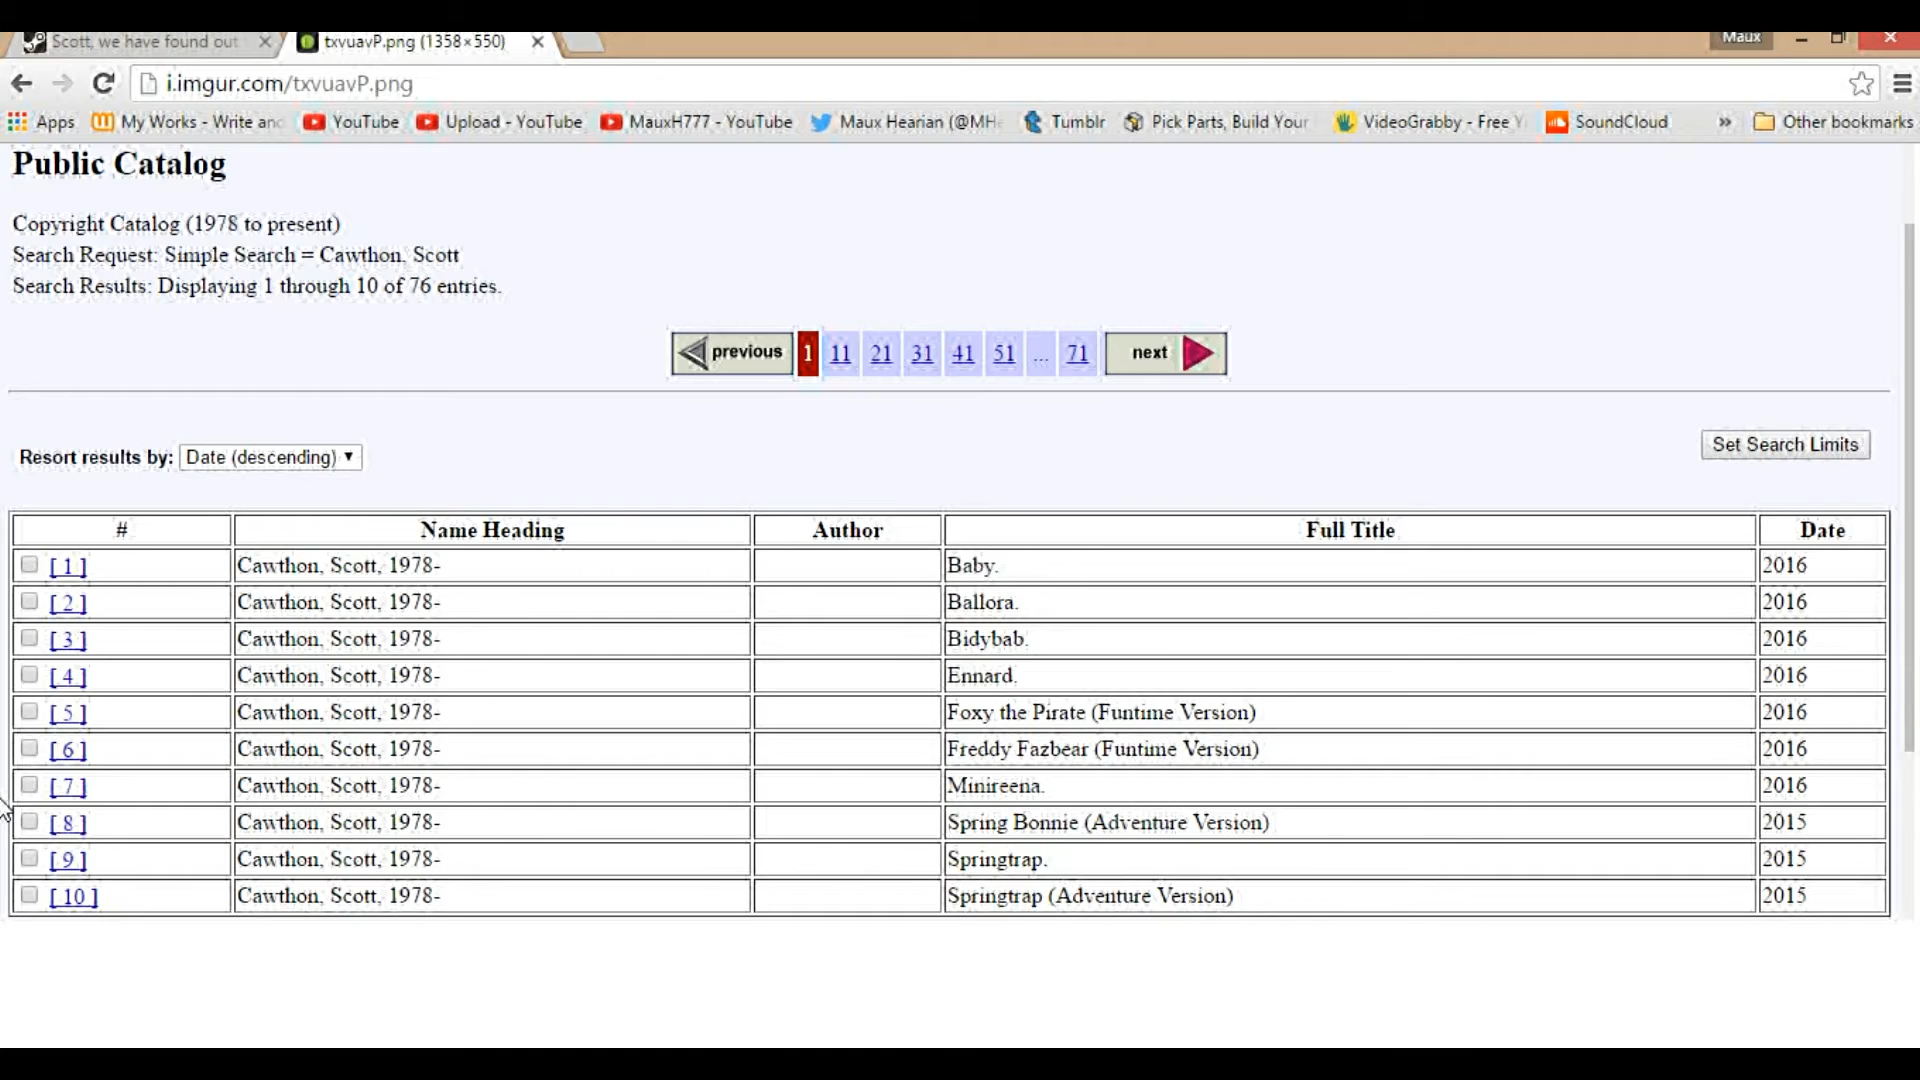 Scott, we have found out
txvuavP.png (1358×550)
Maux
i.imgur.com/txvuavP.png
Apps My Works - Write and YouTube Upload - YouTube MauxH777 - YouTube Maux Hearian (@MH Tumblr Pick Parts, Build Your VideoGrabby - Free Y SoundCloud » Other bookmarks
Public Catalog
Copyright Catalog (1978 to present)
Search Request: Simple Search = Cawthon, Scott
Search Results: Displaying 1 through 10 of 76 entries.
previous 1 11 21 31 41 51 ... 71 next
Resort results by: Date (descending) Set Search Limits
# Name Heading Author Full Title Date
[ 1 ] Cawthon, Scott, 1978- Baby. 2016
[ 2 ] Cawthon, Scott, 1978- Ballora. 2016
[ 3 ] Cawthon, Scott, 1978- Bidybab. 2016
[ 4 ] Cawthon, Scott, 1978- Ennard. 2016
[ 5 ] Cawthon, Scott, 1978- Foxy the Pirate (Funtime Version) 2016
[ 6 ] Cawthon, Scott, 1978- Freddy Fazbear (Funtime Version) 2016
[ 7 ] Cawthon, Scott, 1978- Minireena. 2016
[ 8 ] Cawthon, Scott, 1978- Spring Bonnie (Adventure Version) 2015
[ 9 ] Cawthon, Scott, 1978- Springtrap. 2015
[ 10 ] Cawthon, Scott, 1978- Springtrap (Adventure Version) 2015